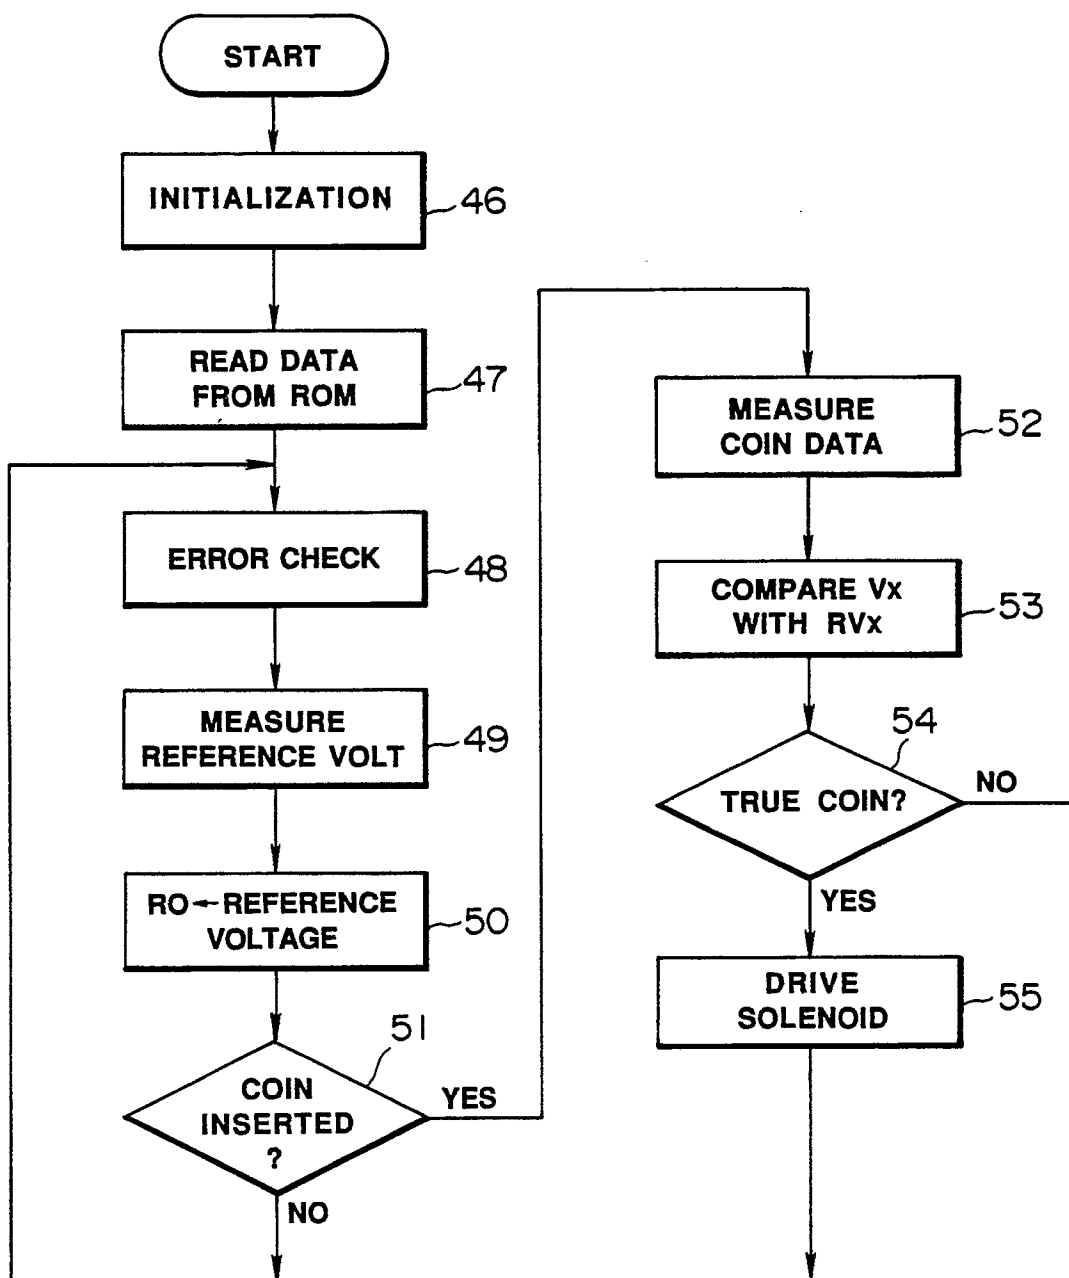 START
INITIALIZATION
46
READ DATA
FROM ROM
47
ERROR CHECK
48
MEASURE
REFERENCE VOLT
49
RO←REFERENCE
VOLTAGE
50
51
COIN
INSERTED
?
YES
NO
MEASURE
COIN DATA
52
COMPARE Vx
WITH RVx
53
54
TRUE COIN?
NO
YES
DRIVE
SOLENOID
55